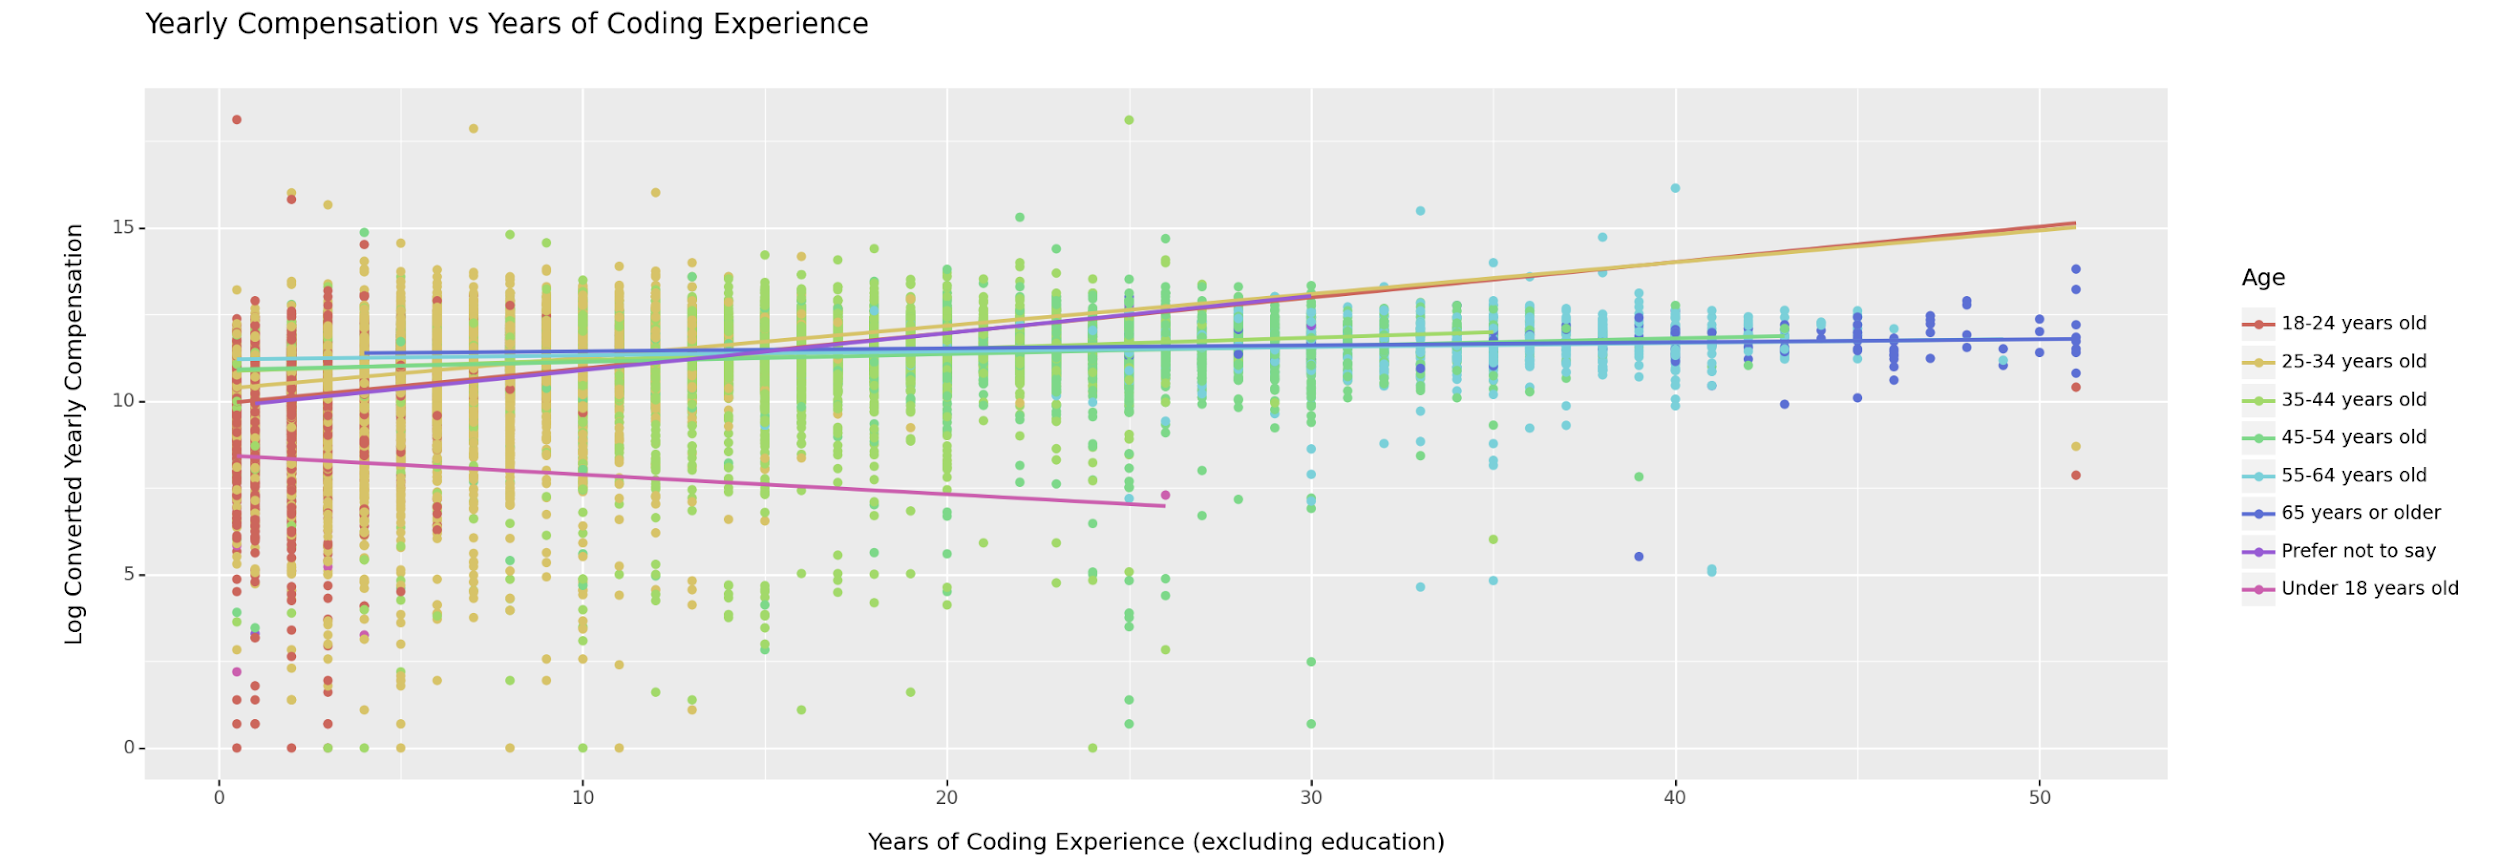 Yearly Compensation vs Years of Coding Experience
Log Converted Yearly Compensation
15
10
5
0
0 10 20 30 40 50
Years of Coding Experience (excluding education)
Age
18-24 years old
25-34 years old
35-44 years old
45-54 years old
55-64 years old
65 years or older
Prefer not to say
Under 18 years old